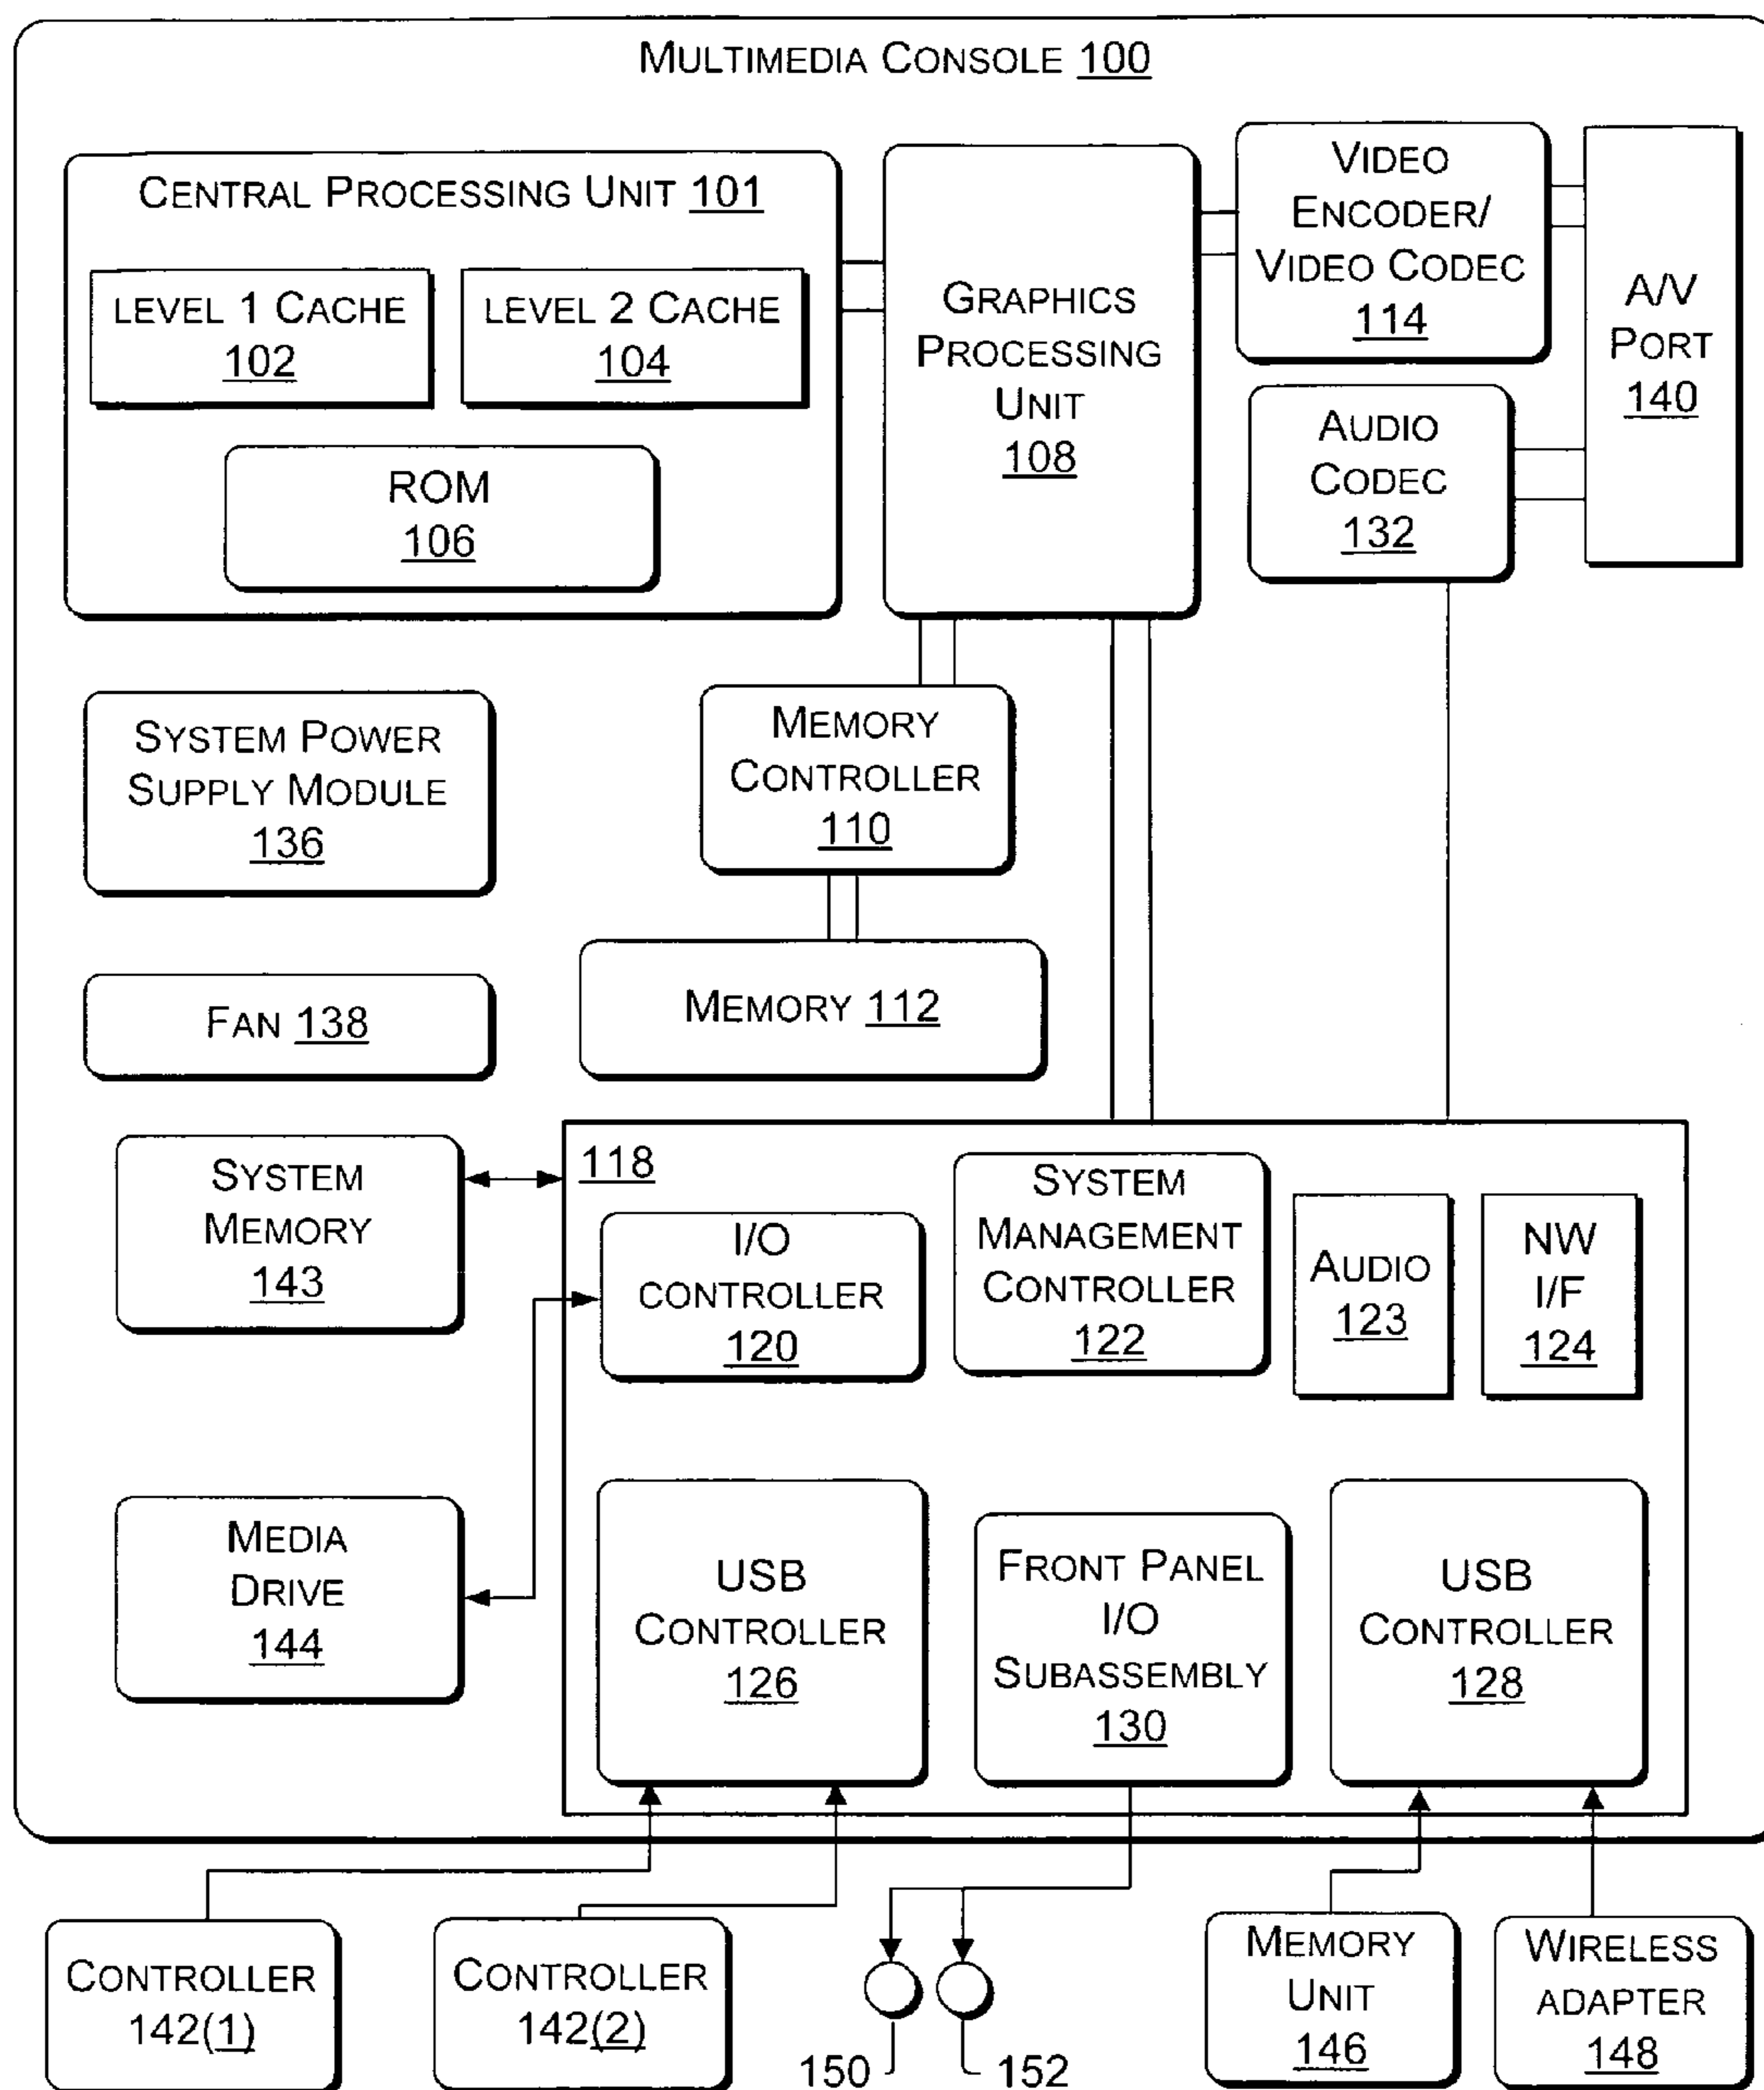 MULTIMEDIA CONSOLE 100
CENTRAL PROCESSING UNIT 101
LEVEL 1 CACHE
102
LEVEL 2 CACHE
104
ROM
106
GRAPHICS
PROCESSING
UNIT
108
VIDEO
ENCODER/
VIDEO CODEC
114
A/V
PORT
140
AUDIO
CODEC
132
SYSTEM POWER
SUPPLY MODULE
136
MEMORY
CONTROLLER
110
FAN 138
MEMORY 112
SYSTEM
MEMORY
143
118
I/O
CONTROLLER
120
SYSTEM
MANAGEMENT
CONTROLLER
122
AUDIO
123
NW
I/F
124
MEDIA
DRIVE
144
USB
CONTROLLER
126
FRONT PANEL
I/O
SUBASSEMBLY
130
USB
CONTROLLER
128
CONTROLLER
142(1)
CONTROLLER
142(2)
150
152
MEMORY
UNIT
146
WIRELESS
ADAPTER
148